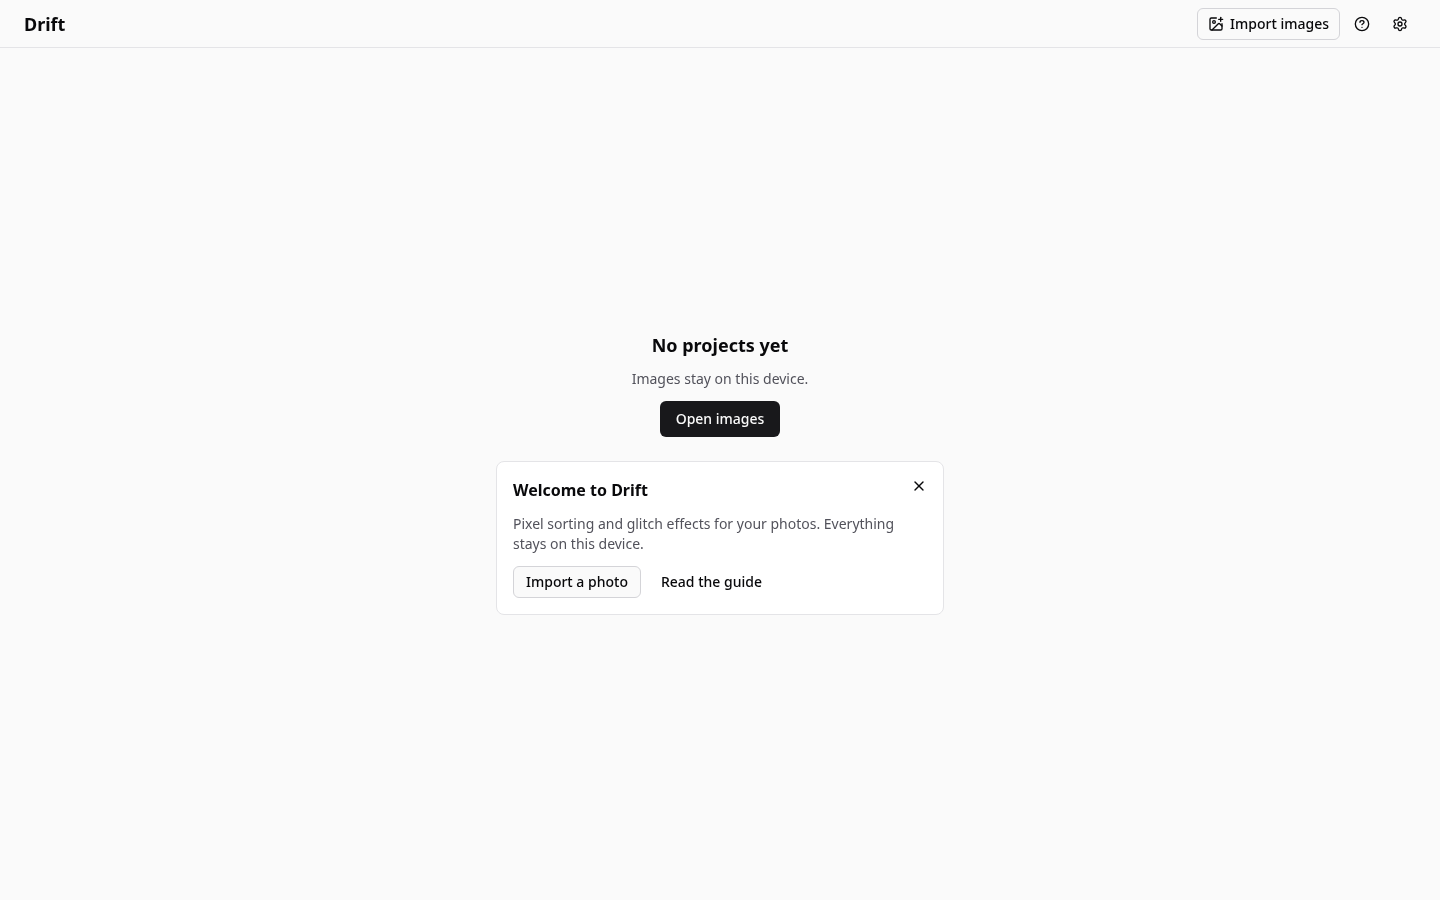 Drift
Import images
No projects yet
Images stay on this device.
Open images
Welcome to Drift
Pixel sorting and glitch effects for your photos. Everything
stays on this device.
Import a photo
Read the guide